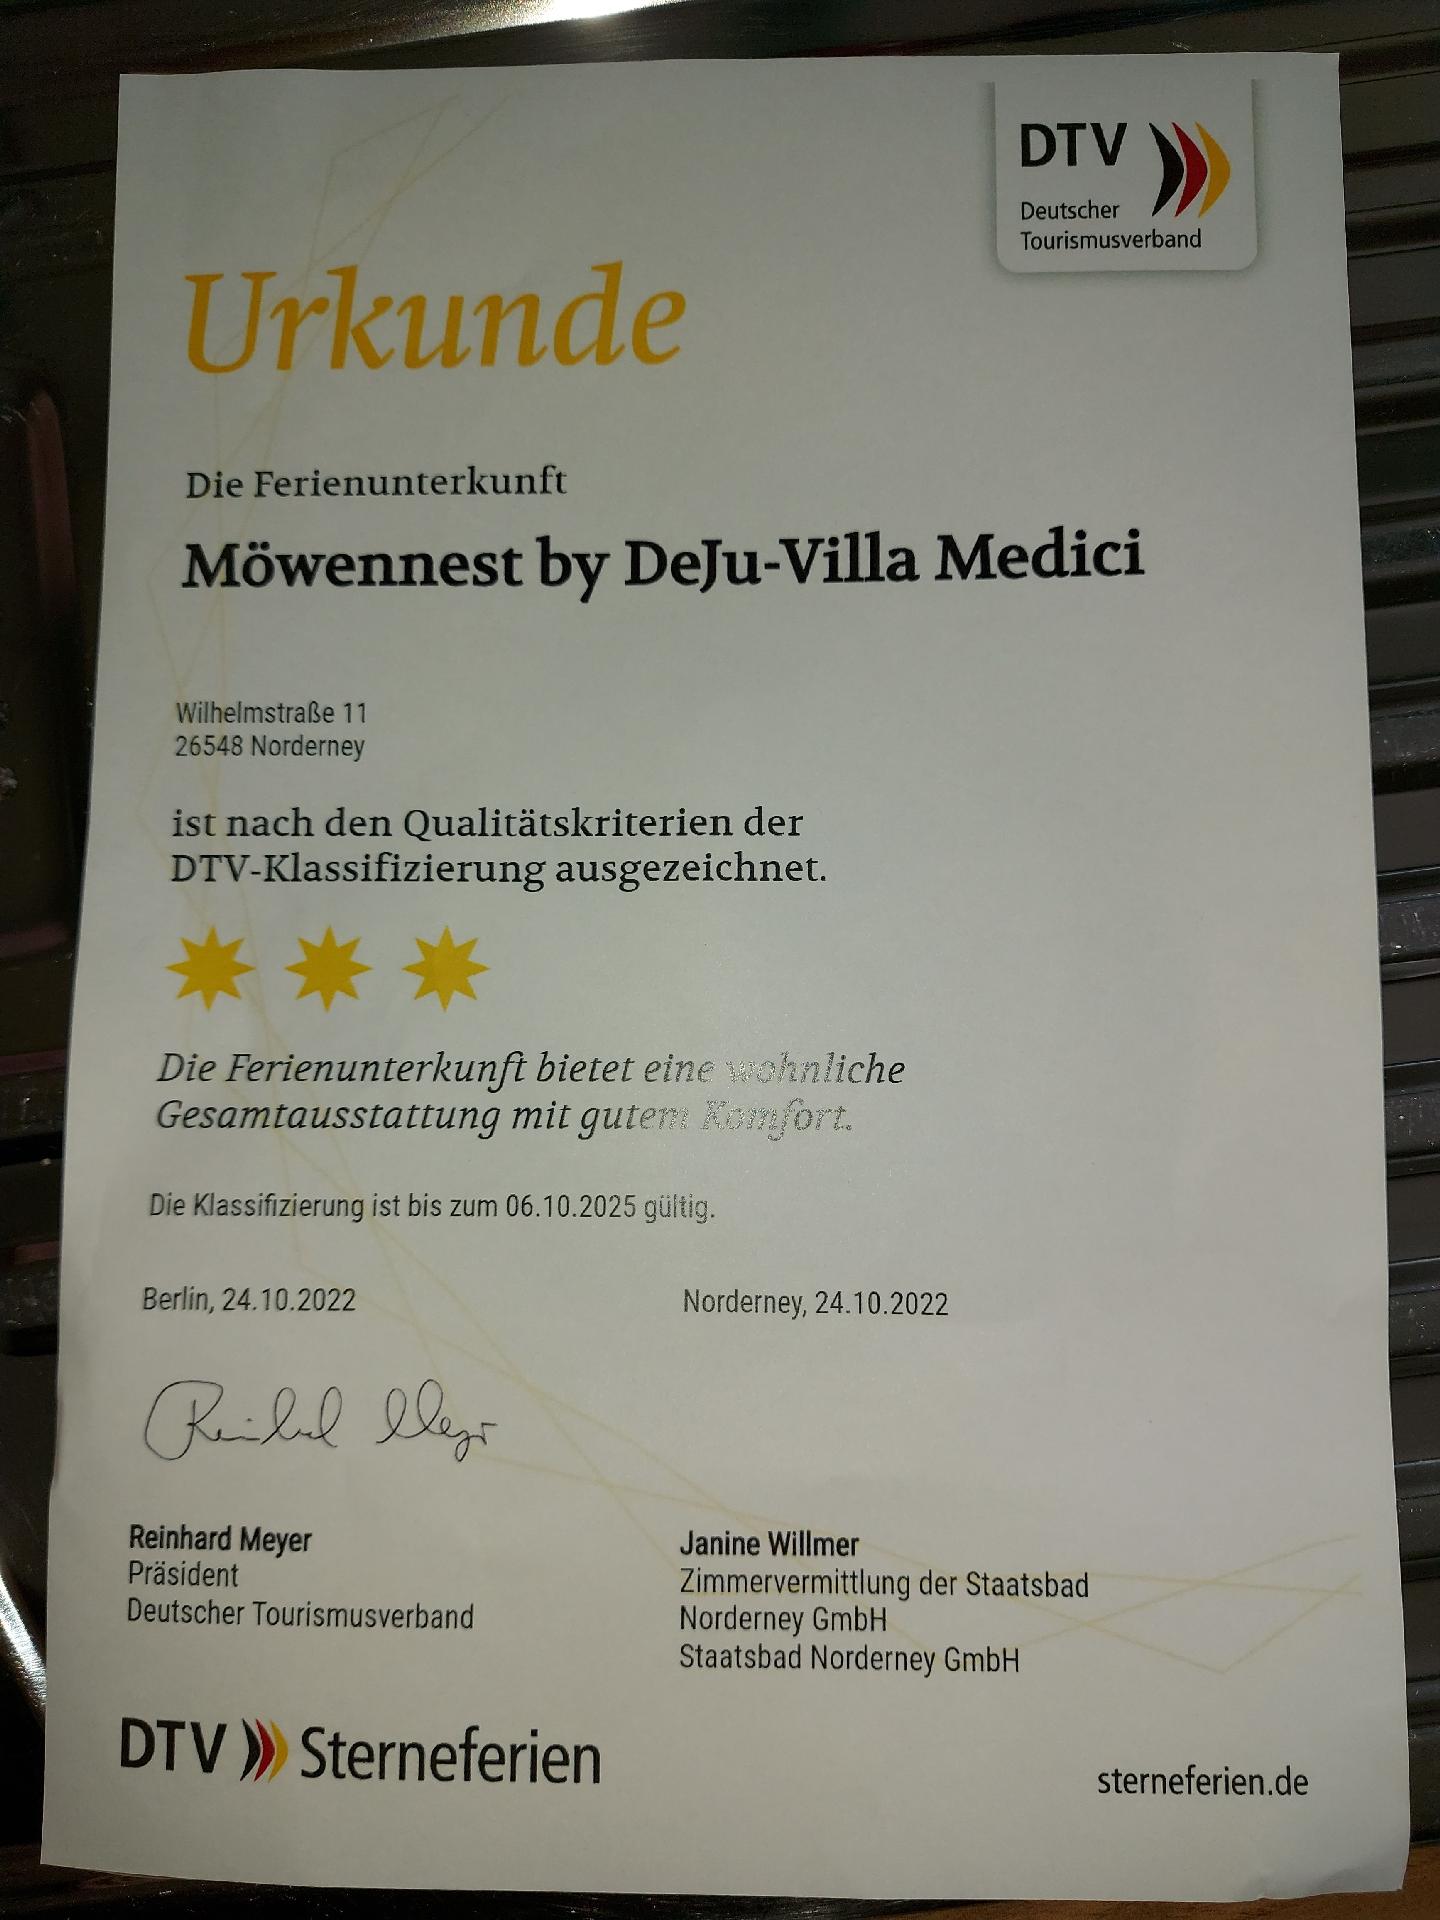 DTV
Deutscher
Tourismusverband
Urkunde
Die Ferienunterkunft
Möwennest by DeJu-Villa Medici
Wilhelmstraße 11
26548 Norderney
ist nach den Qualitätskriterien der
DTV-Klassifizierung ausgezeichnet.
Die Ferienunterkunft bietet eine wohnliche
Gesamtausstattung mit gutem Komfort.
Die Klassifizierung ist bis zum 06.10.2025 gültig.
Berlin, 24.10.2022
Norderney, 24.10.2022
Reinhard Meyer
Reinhard Meyer
Präsident
Deutscher Tourismusverband
Janine Willmer
Zimmervermittlung der Staatsbad
Norderney GmbH
Staatsbad Norderney GmbH
DTV Sterneferien
sterneferien.de